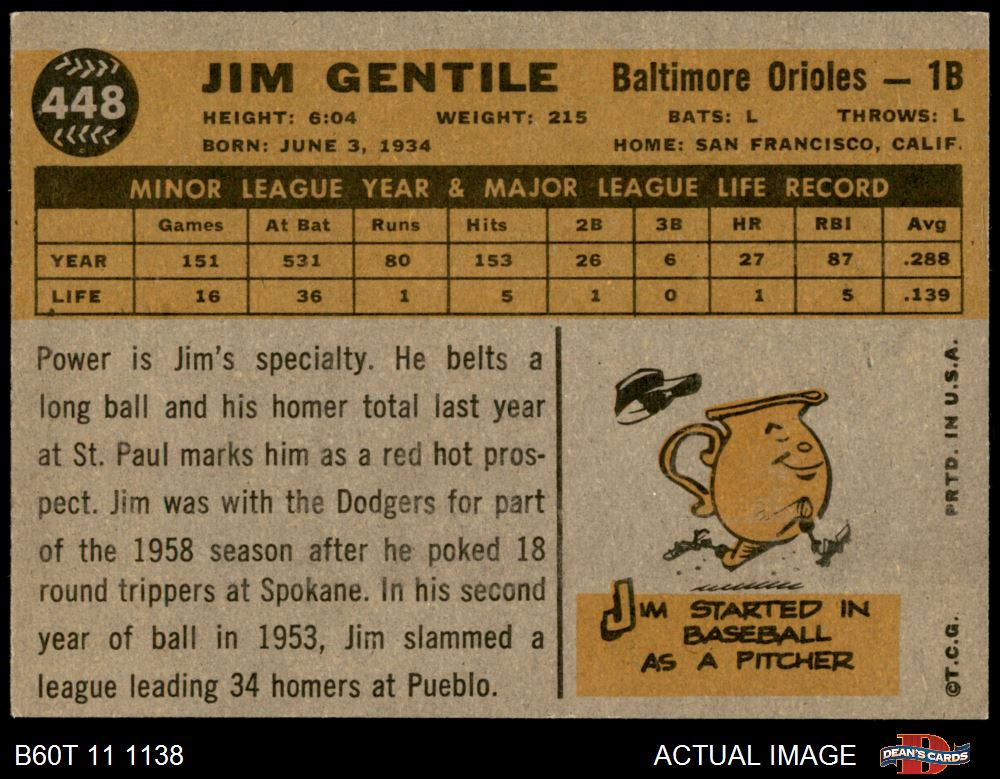 448
JIM GENTILE Baltimore Orioles — 1B
HEIGHT: 6:04 WEIGHT: 215 BATS: L THROWS: L
BORN: JUNE 3, 1934 HOME: SAN FRANCISCO, CALIF.
MINOR LEAGUE YEAR & MAJOR LEAGUE LIFE RECORD
Games At Bat Runs Hits 2B 3B HR RBI Avg
YEAR 151 531 80 153 26 6 27 87 .288
LIFE 16 36 1 5 1 0 1 5 .139
Power is Jim's specialty. He belts a
long ball and his homer total last year
at St. Paul marks him as a red hot pros-
pect. Jim was with the Dodgers for part
of the 1958 season after he poked 18
round trippers at Spokane. In his second
year of ball in 1953, Jim slammed a
league leading 34 homers at Pueblo.
JIM STARTED IN
BASEBALL
AS A PITCHER
©T.C.G. PRTD. IN U.S.A.
B60T 11 1138 ACTUAL IMAGE DEAN'S CARDS